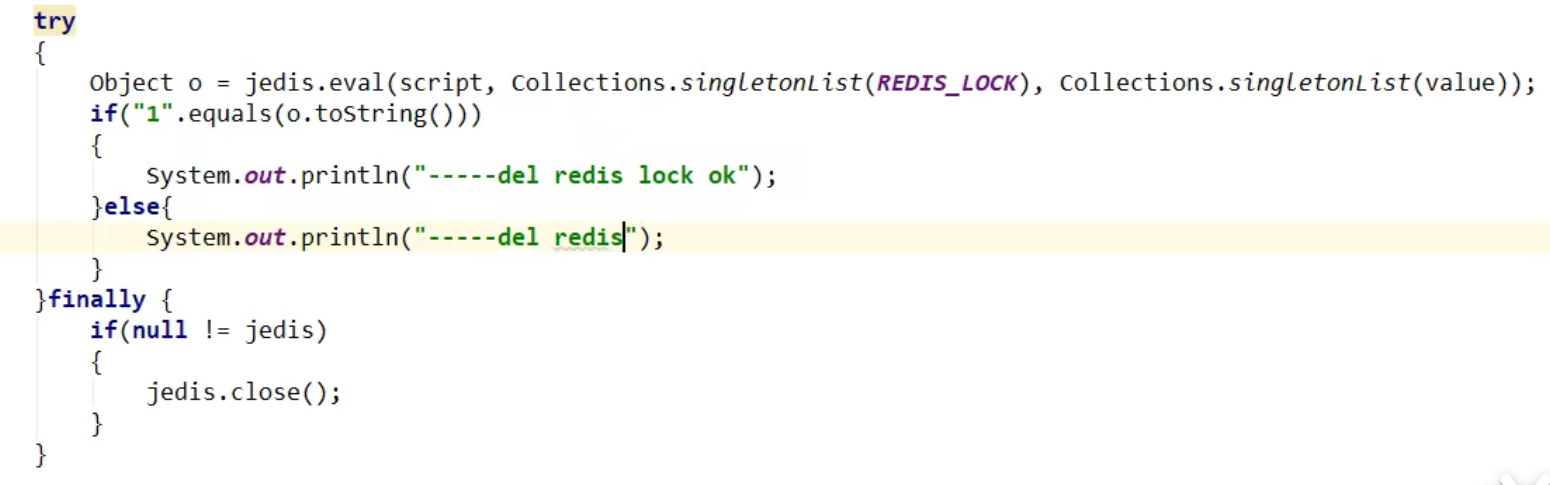 try
{
    Object o = jedis.eval(script, Collections.singletonList(REDIS_LOCK), Collections.singletonList(value));
    if("1".equals(o.toString()))
    {
        System.out.println("-----del redis lock ok");
    }else{
        System.out.println("-----del redis");
    }
}finally {
    if(null != jedis)
    {
        jedis.close();
    }
}